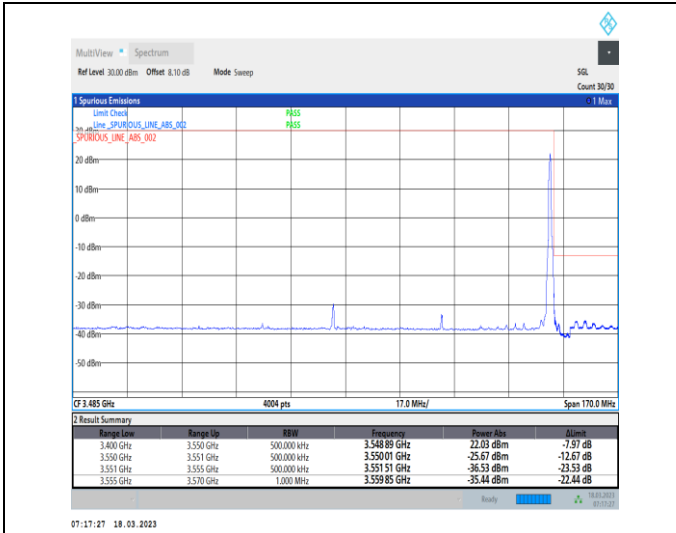 MultiView Spectrum
Ref Level 30.00 dBm Offset 8.10 dB Mode Sweep SGL
Count 30/30
1 Spurious Emissions 1 Max
Limit Check PASS
Line _SPURIOUS_LINE_ABS_002 PASS
30 dBm
_SPURIOUS_LINE_ABS_002
20 dBm
10 dBm
0 dBm
-10 dBm
-20 dBm
-30 dBm
-40 dBm
-50 dBm
CF 3.485 GHz 4004 pts 17.0 MHz/ Span 170.0 MHz
2 Result Summary
Range Low Range Up RBW Frequency Power Abs ΔLimit
3.400 GHz 3.550 GHz 500.000 kHz 3.548 89 GHz 22.03 dBm -7.97 dB
3.550 GHz 3.551 GHz 500.000 kHz 3.550 01 GHz -25.67 dBm -12.67 dB
3.551 GHz 3.555 GHz 500.000 kHz 3.551 51 GHz -36.53 dBm -23.53 dB
3.555 GHz 3.570 GHz 1.000 MHz 3.559 85 GHz -35.44 dBm -22.44 dB
Ready 18.03.2023
07:17:27
07:17:27 18.03.2023